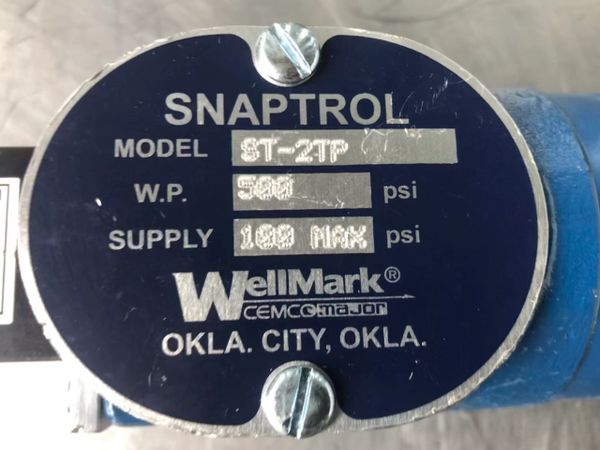 SNAPTROL
MODEL ST-2TP
W.P. 500 psi
SUPPLY 100 MAX psi
WellMark®
CEMCO:major
OKLA. CITY, OKLA.